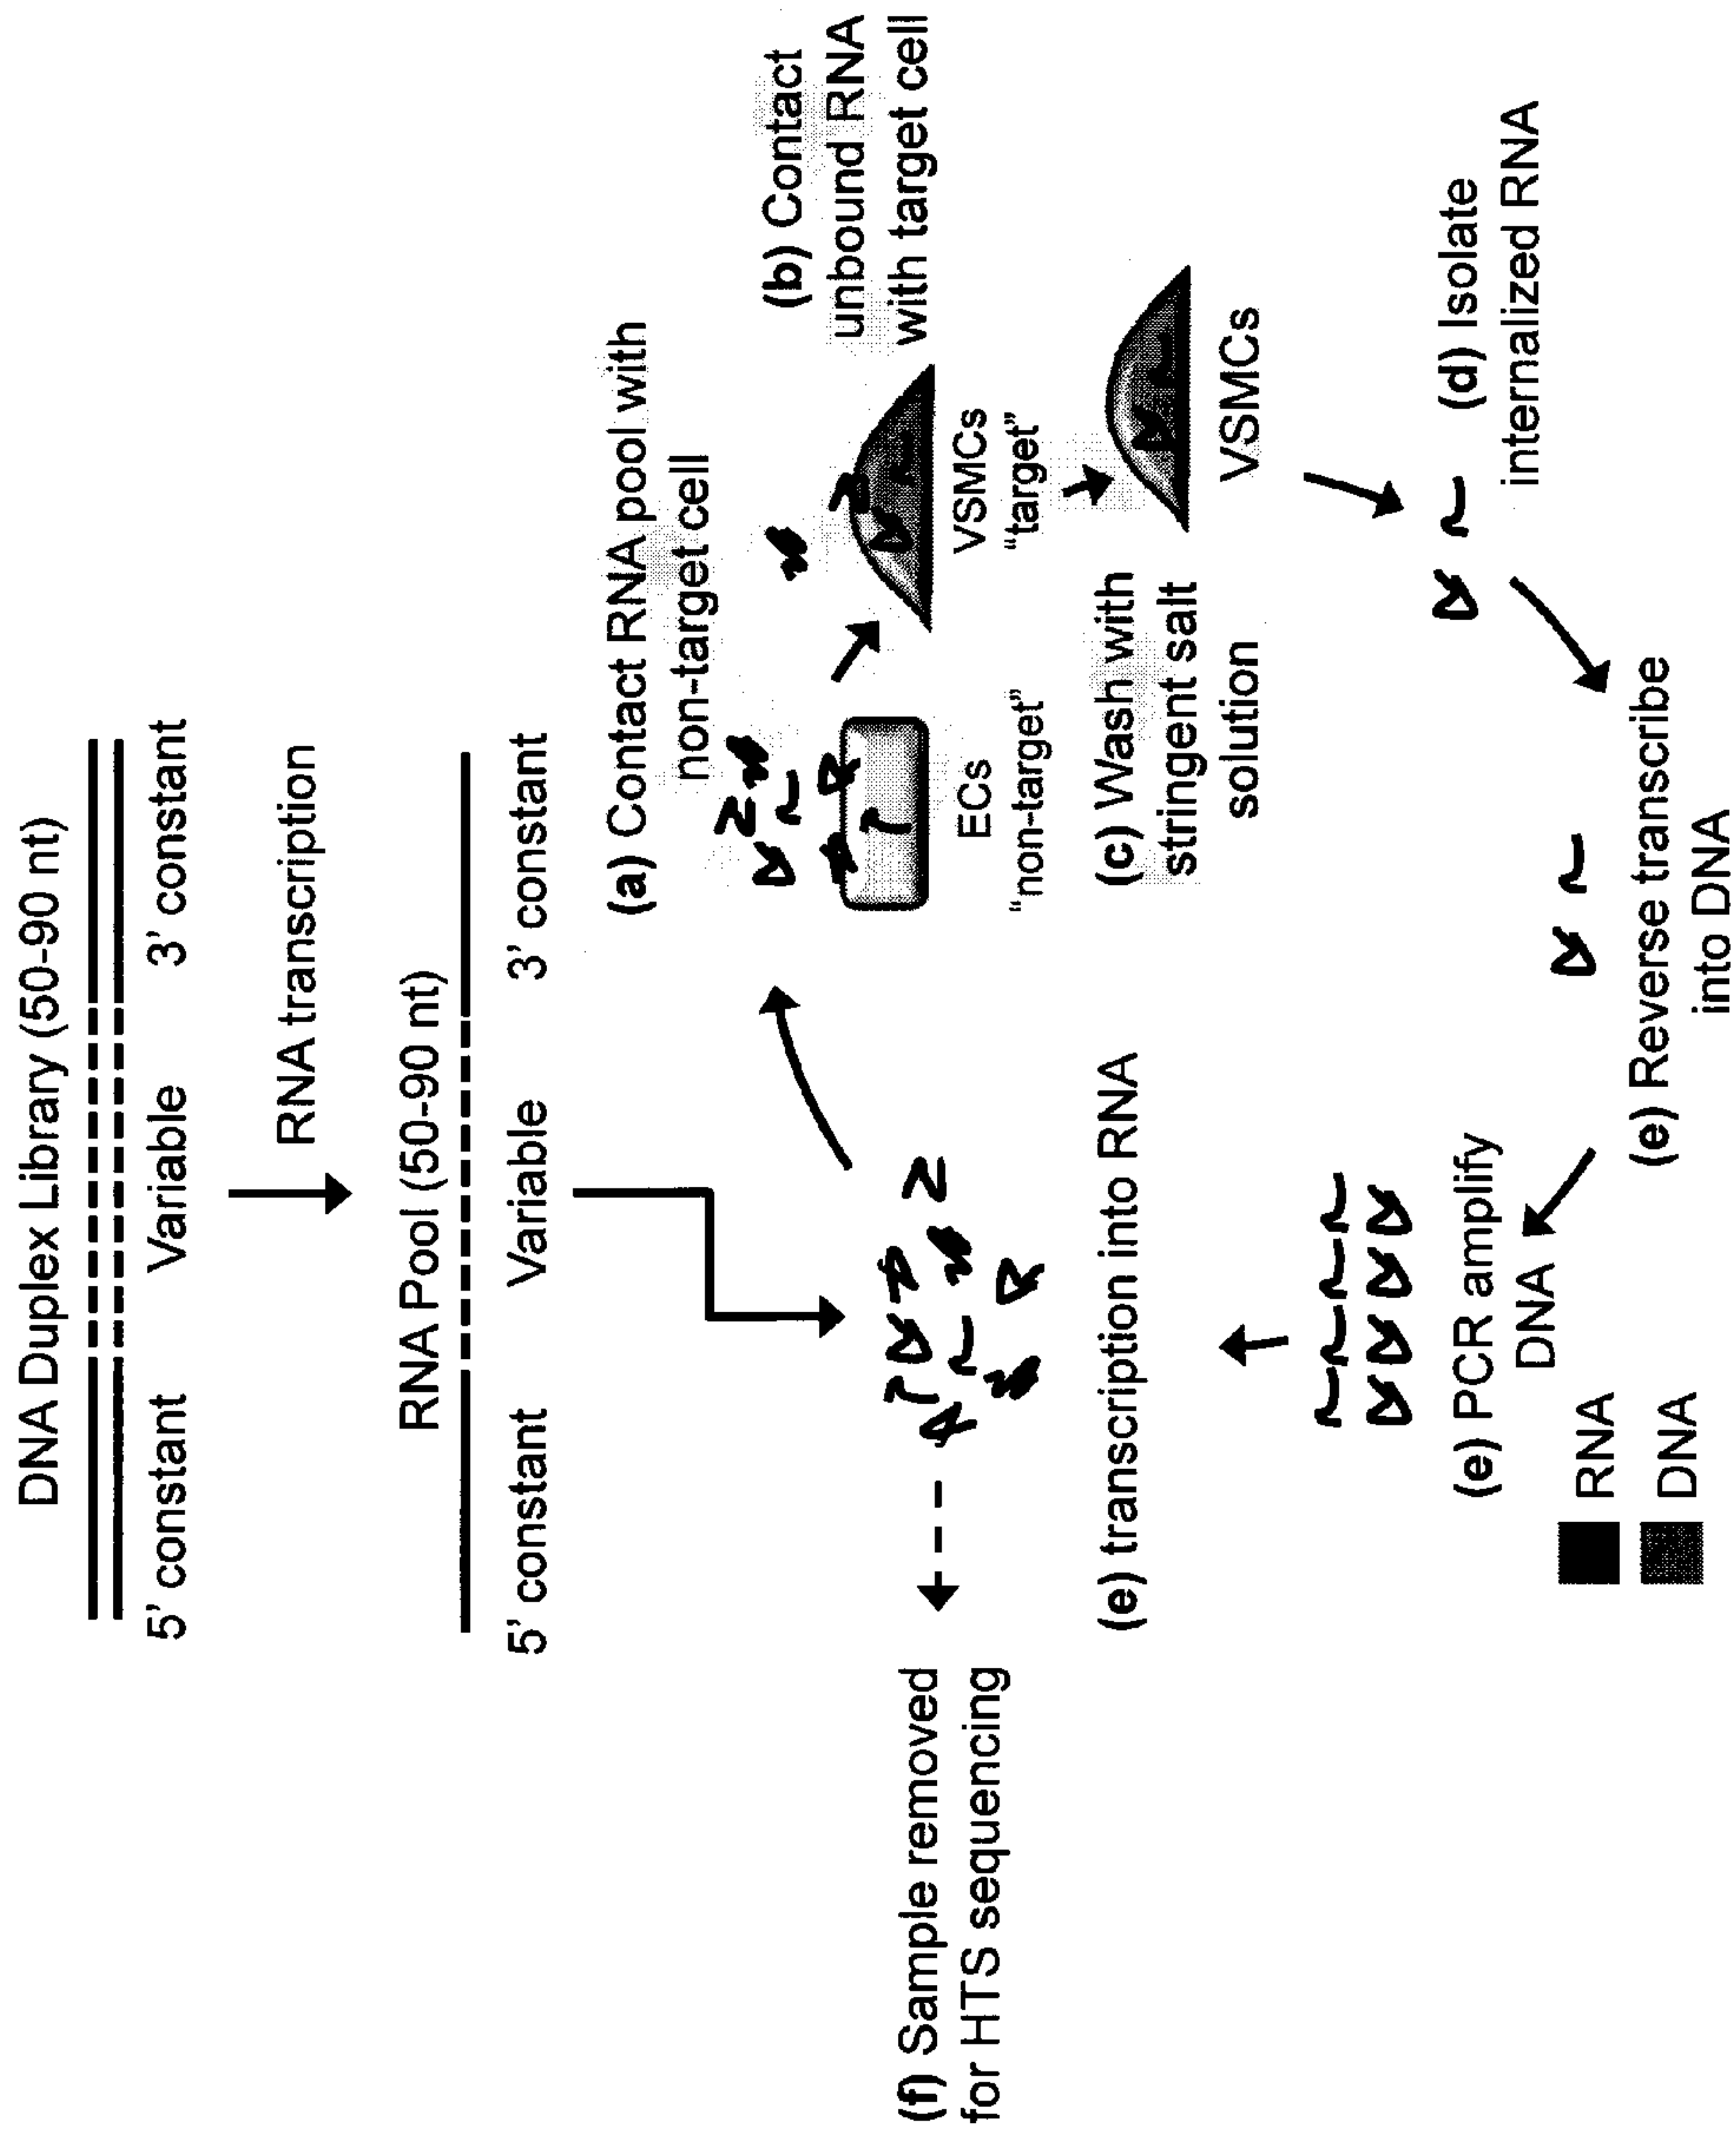 DNA Duplex Library (50-90 nt)
5' constant Variable 3' constant
RNA transcription
RNA Pool (50-90 nt)
5' constant Variable 3' constant
(a) Contact RNA pool with
non-target cell
(b) Contact
unbound RNA
with target cell
ECs
"non-target"
VSMCs
"target"
(c) Wash with
stringent salt
solution
VSMCs
(d) Isolate
internalized RNA
(e) Reverse transcribe
into DNA
(e) PCR amplify
DNA
(e) transcription into RNA
(f) Sample removed
for HTS sequencing
RNA
DNA